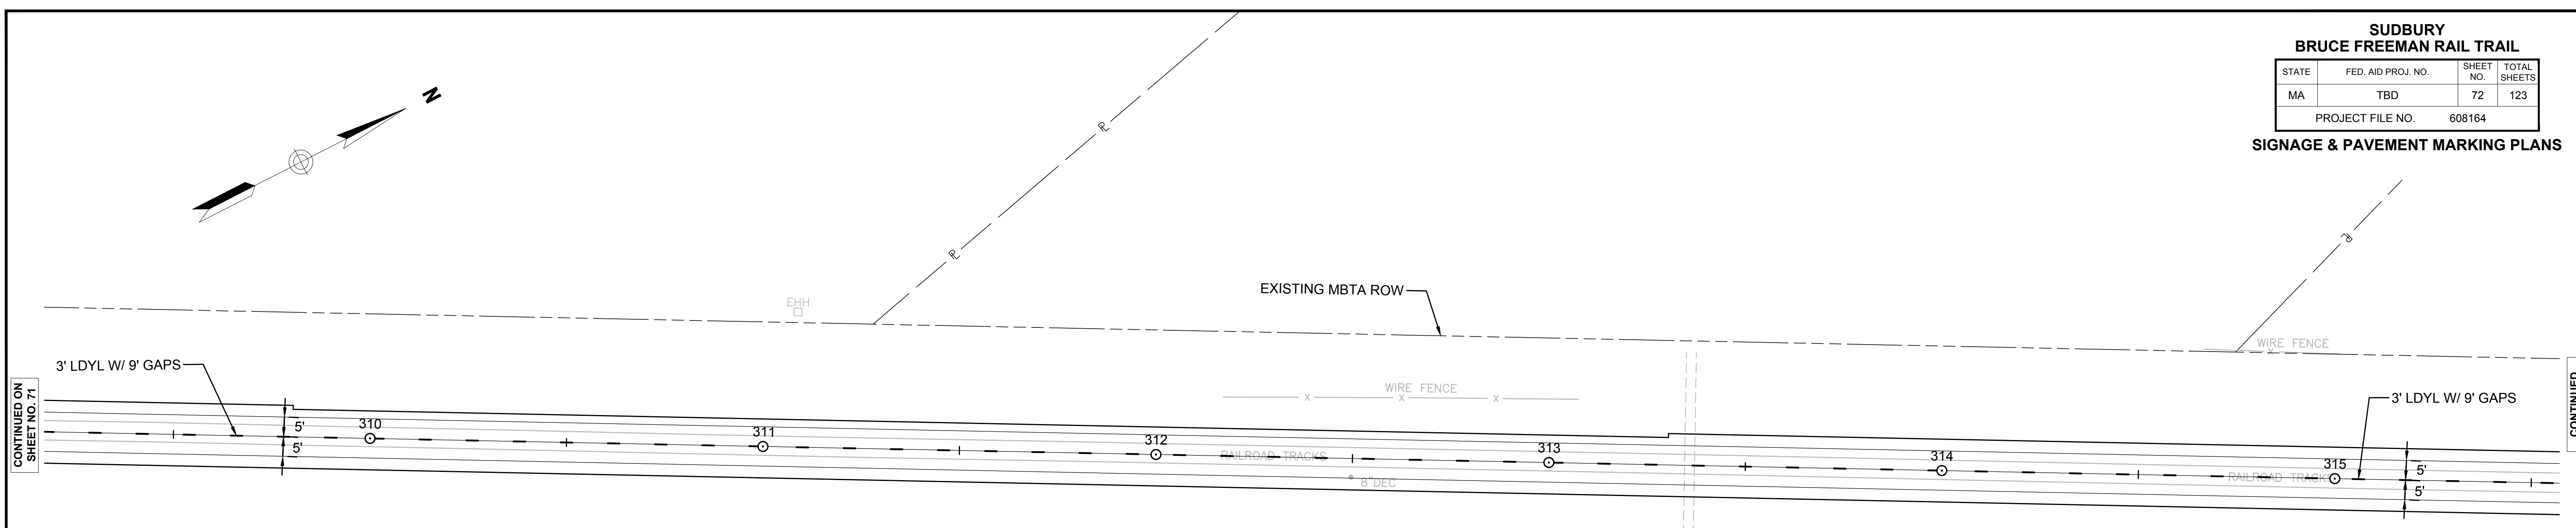 SUDBURY
BRUCE FREEMAN RAIL TRAIL
STATE FED. AID PROJ. NO. SHEET NO. TOTAL SHEETS
MA TBD 72 123
PROJECT FILE NO. 608164
SIGNAGE & PAVEMENT MARKING PLANS
N
PL
PL
PL
EHH
EXISTING MBTA ROW
WIRE FENCE
3' LDYL W/ 9' GAPS
WIRE FENCE
3' LDYL W/ 9' GAPS
CONTINUED ON
SHEET NO. 71
CONTINUED
5'
5'
310
311
312
313
314
315
RAILROAD TRACKS
8"DEC
RAILROAD TRACKS
5'
5'